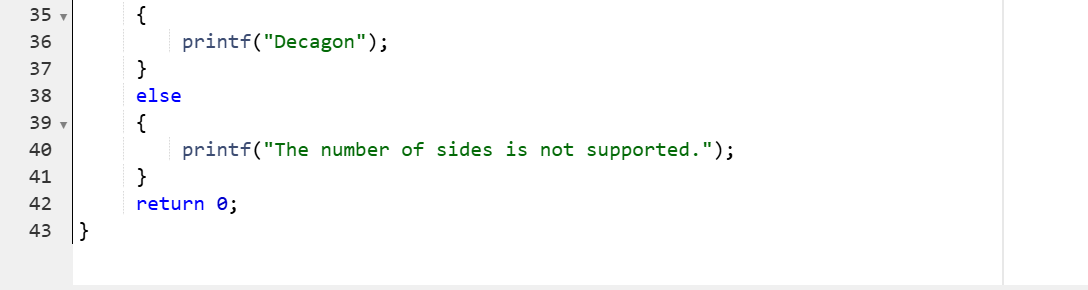 35 {
36 printf("Decagon");
37 }
38 else
39 {
40 printf("The number of sides is not supported.");
41 }
42 return 0;
43 }